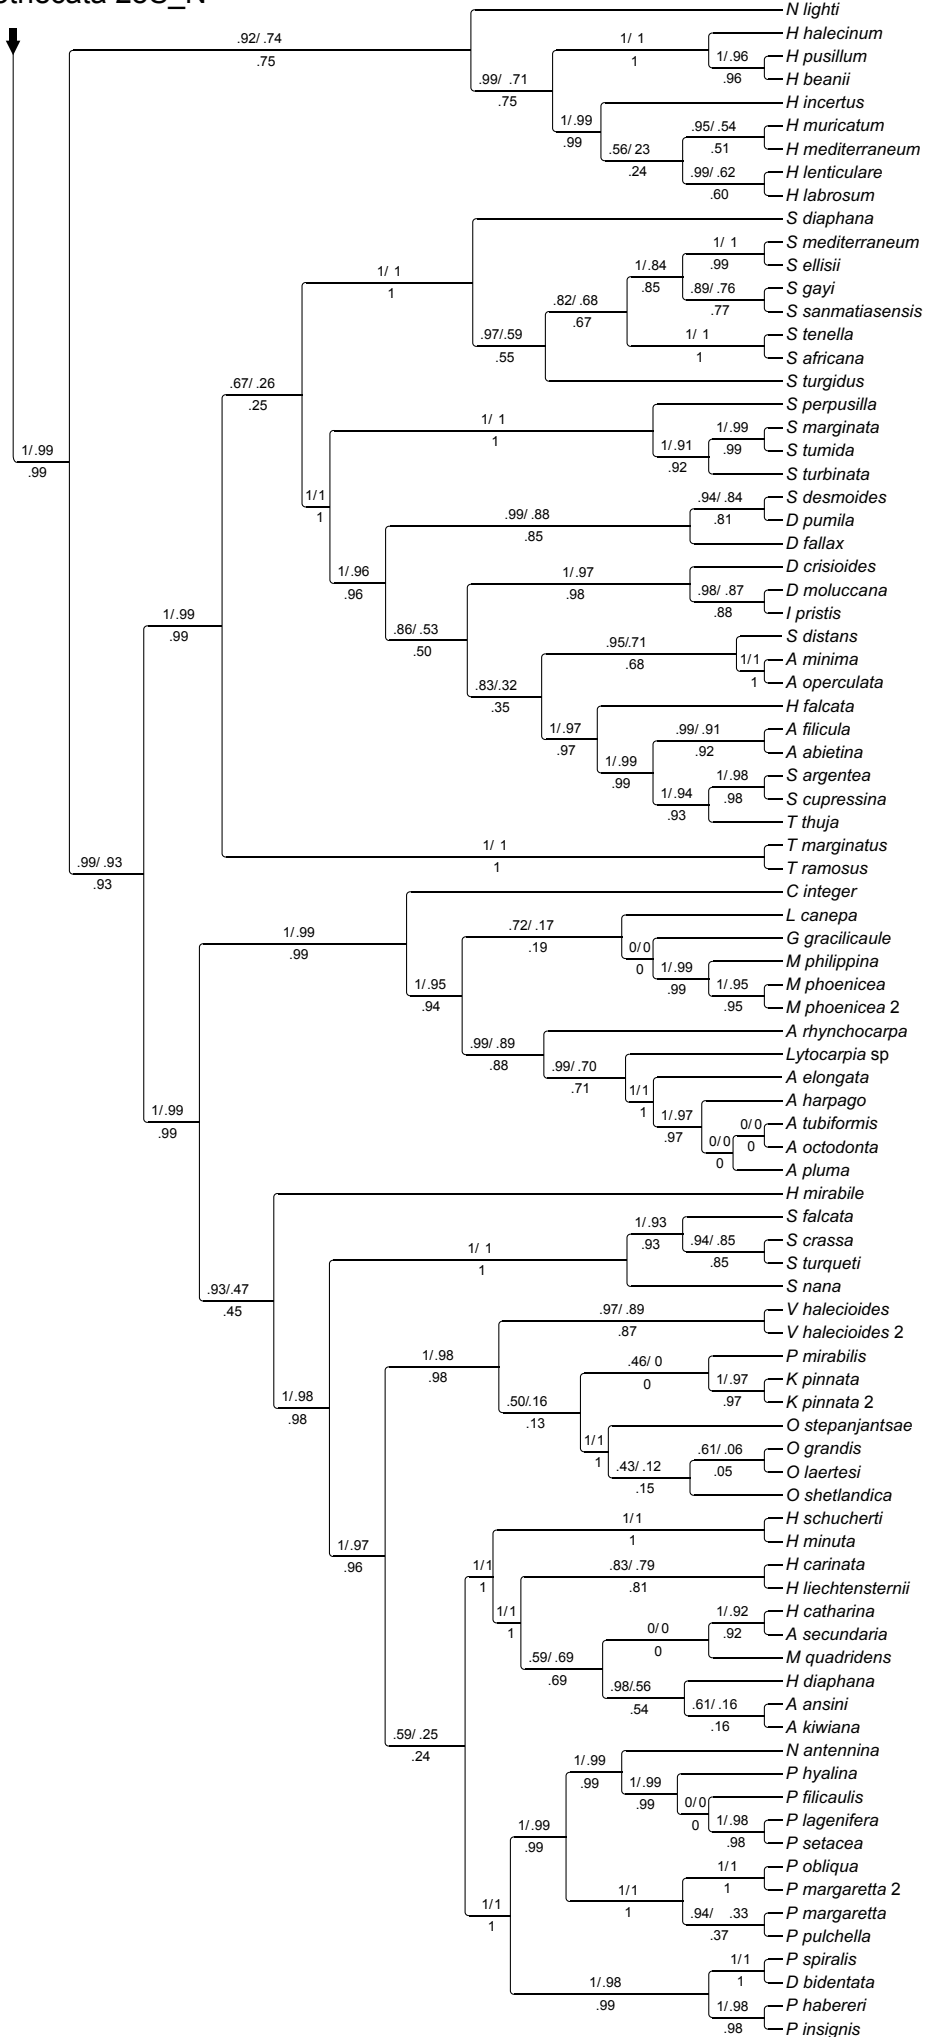 N lighti
.92/ .74
.75
H halecinum
1/ 1
1
H pusillum
1/.96
.96
H beanii
.99/ .71
.75
H incertus
1/.99
.99
H muricatum
.95/ .54
.51
H mediterraneum
.56/ 23
.24
H lenticulare
.99/ .62
.60
H labrosum
S diaphana
S mediterraneum
1/ 1
.99
S ellisii
1/.84
.85
S gayi
.89/ .76
.77
S sanmatiasensis
1/ 1
1
.82/ .68
.67
S tenella
1/ 1
1
S africana
.97/.59
.55
S turgidus
.67/ .26
.25
S perpusilla
1/ 1
1
S marginata
1/.99
.99
S tumida
1/.91
.92
S turbinata
1/.99
.99
1/1
1
S desmoides
.94/ .84
.81
D pumila
.99/ .88
.85
D fallax
1/.96
.96
D crisioides
1/.97
.98
D moluccana
.98/ .87
.88
I pristis
.86/ .53
.50
1/.99
.99
S distans
.95/.71
.68
A minima
1/1
1
A operculata
.83/.32
.35
H falcata
1/.97
.97
A filicula
.99/ .91
.92
A abietina
1/.99
.99
S argentea
1/.98
.98
S cupressina
1/.94
.93
T thuja
T marginatus
1/ 1
1
T ramosus
.99/ .93
.93
C integer
1/.99
.99
L canepa
.72/ .17
.19
G gracilicaule
0/0
0
M philippina
1/.99
.99
M phoenicea
1/.95
.95
M phoenicea 2
1/.95
.94
A rhynchocarpa
.99/ .89
.88
Lytocarpia sp
.99/ .70
.71
A elongata
1/1
1
A harpago
1/.97
.97
A tubiformis
0/0
0
A octodonta
0/0
0
A pluma
1/.99
.99
H mirabile
S falcata
1/.93
.93
S crassa
.94/ .85
.85
S turqueti
1/ 1
1
S nana
.93/.47
.45
V halecioides
.97/ .89
.87
V halecioides 2
1/.98
.98
P mirabilis
.46/ 0
0
K pinnata
1/.97
.97
K pinnata 2
1/.98
.98
.50/.16
.13
O stepanjantsae
1/1
1
O grandis
.61/ .06
.05
O laertesi
.43/ .12
.15
O shetlandica
H schucherti
1/1
1
H minuta
1/.97
.96
1/1
1
H carinata
.83/ .79
.81
H liechtensternii
1/1
1
H catharina
1/.92
.92
A secundaria
0/0
0
M quadridens
.59/ .69
.69
H diaphana
.98/.56
.54
A ansini
.61/ .16
.16
A kiwiana
.59/ .25
.24
N antennina
1/.99
.99
P hyalina
1/.99
.99
P filicaulis
0/0
0
P lagenifera
1/.98
.98
P setacea
1/.99
.99
P obliqua
1/1
1
P margaretta 2
1/1
1
P margaretta
.94/ .33
.37
P pulchella
1/1
1
P spiralis
1/1
1
D bidentata
1/.98
.99
P habereri
1/.98
.98
P insignis